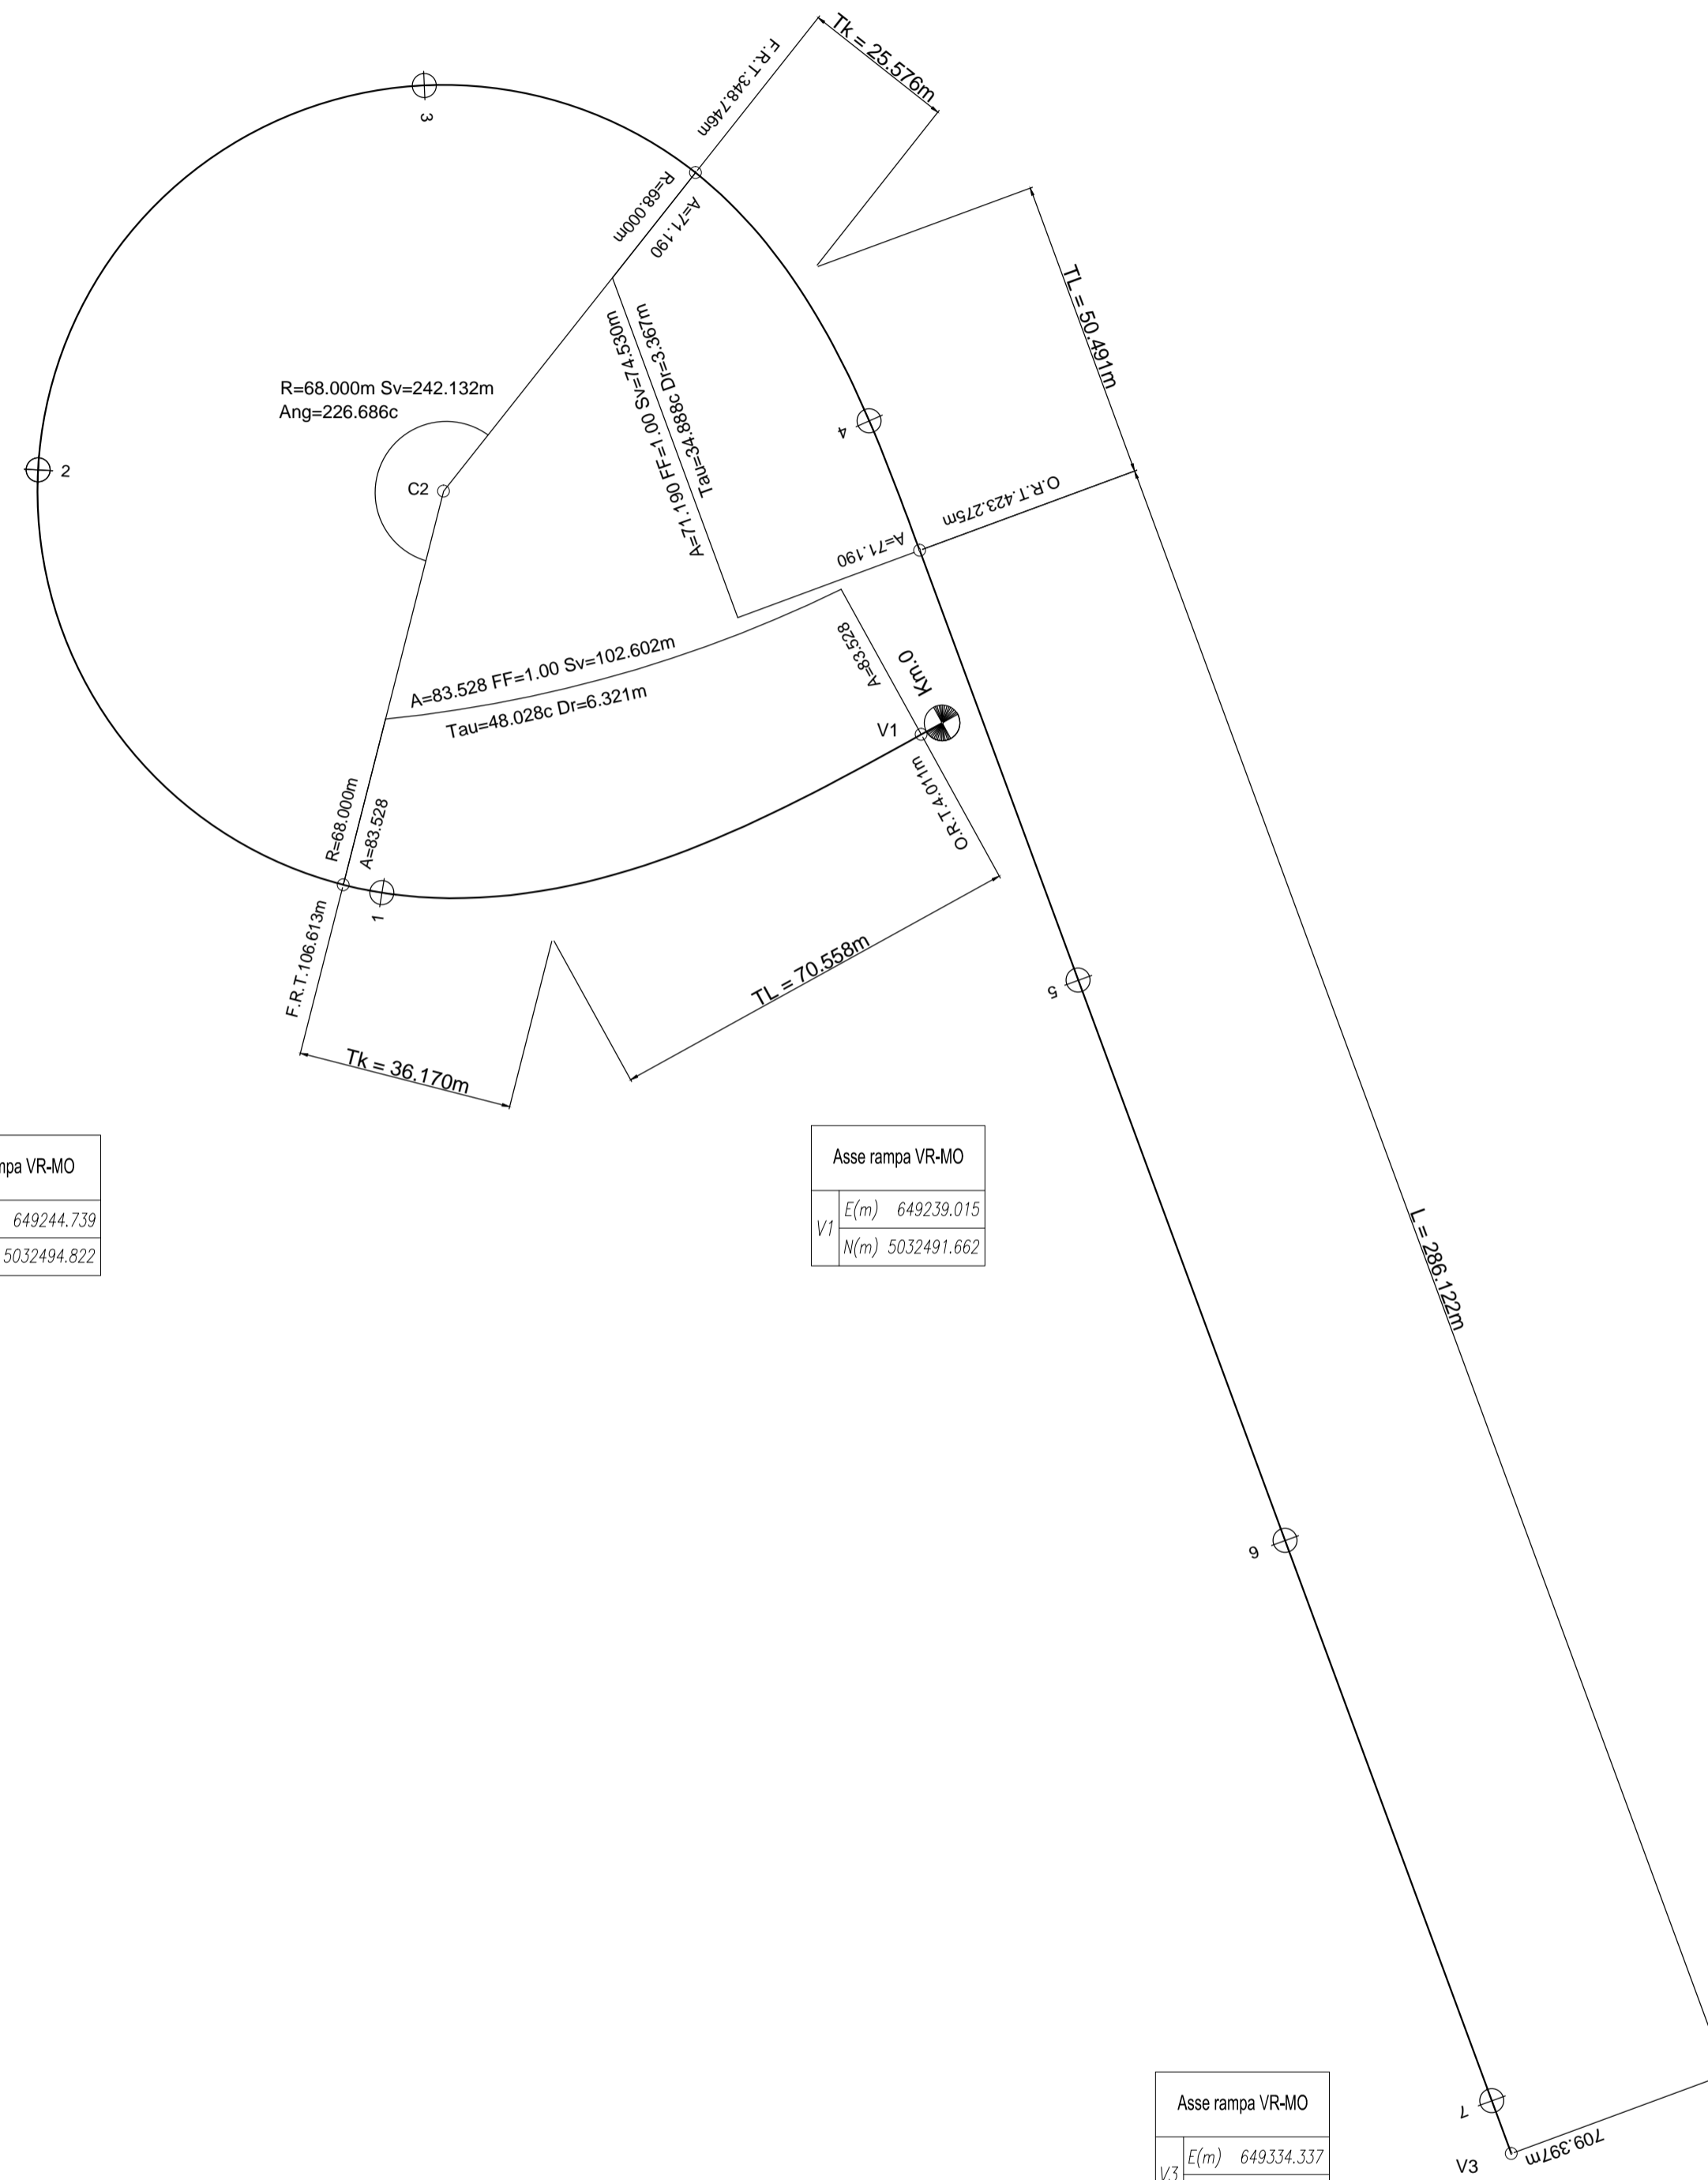 Tk = 25.576m
F.R.T.348.746m
3
R=68.000m
A=71.190
TL = 50.491m
A=71.190 FF=1.00 Sv=74.530m
Tau=34.888c Dr=3.367m
R=68.000m Sv=242.132m
Ang=226.686c
4
2
C2
O.R.T.423.275m
A=71.190
A=83.528 FF=1.00 Sv=102.602m
Tau=48.028c Dr=6.321m
A=83.528
Km.0
V1
O.R.T.4.011m
R=68.000m
A=83.528
1
F.R.T.106.613m
TL = 70.558m
5
Tk = 36.170m
mpa VR-MO
649244.739
5032494.822
Asse rampa VR-MO
V1
E(m) 649239.015
N(m) 5032491.662
L = 286.122m
6
7
Asse rampa VR-MO
V3
E(m) 649334.337
709.397m
V3